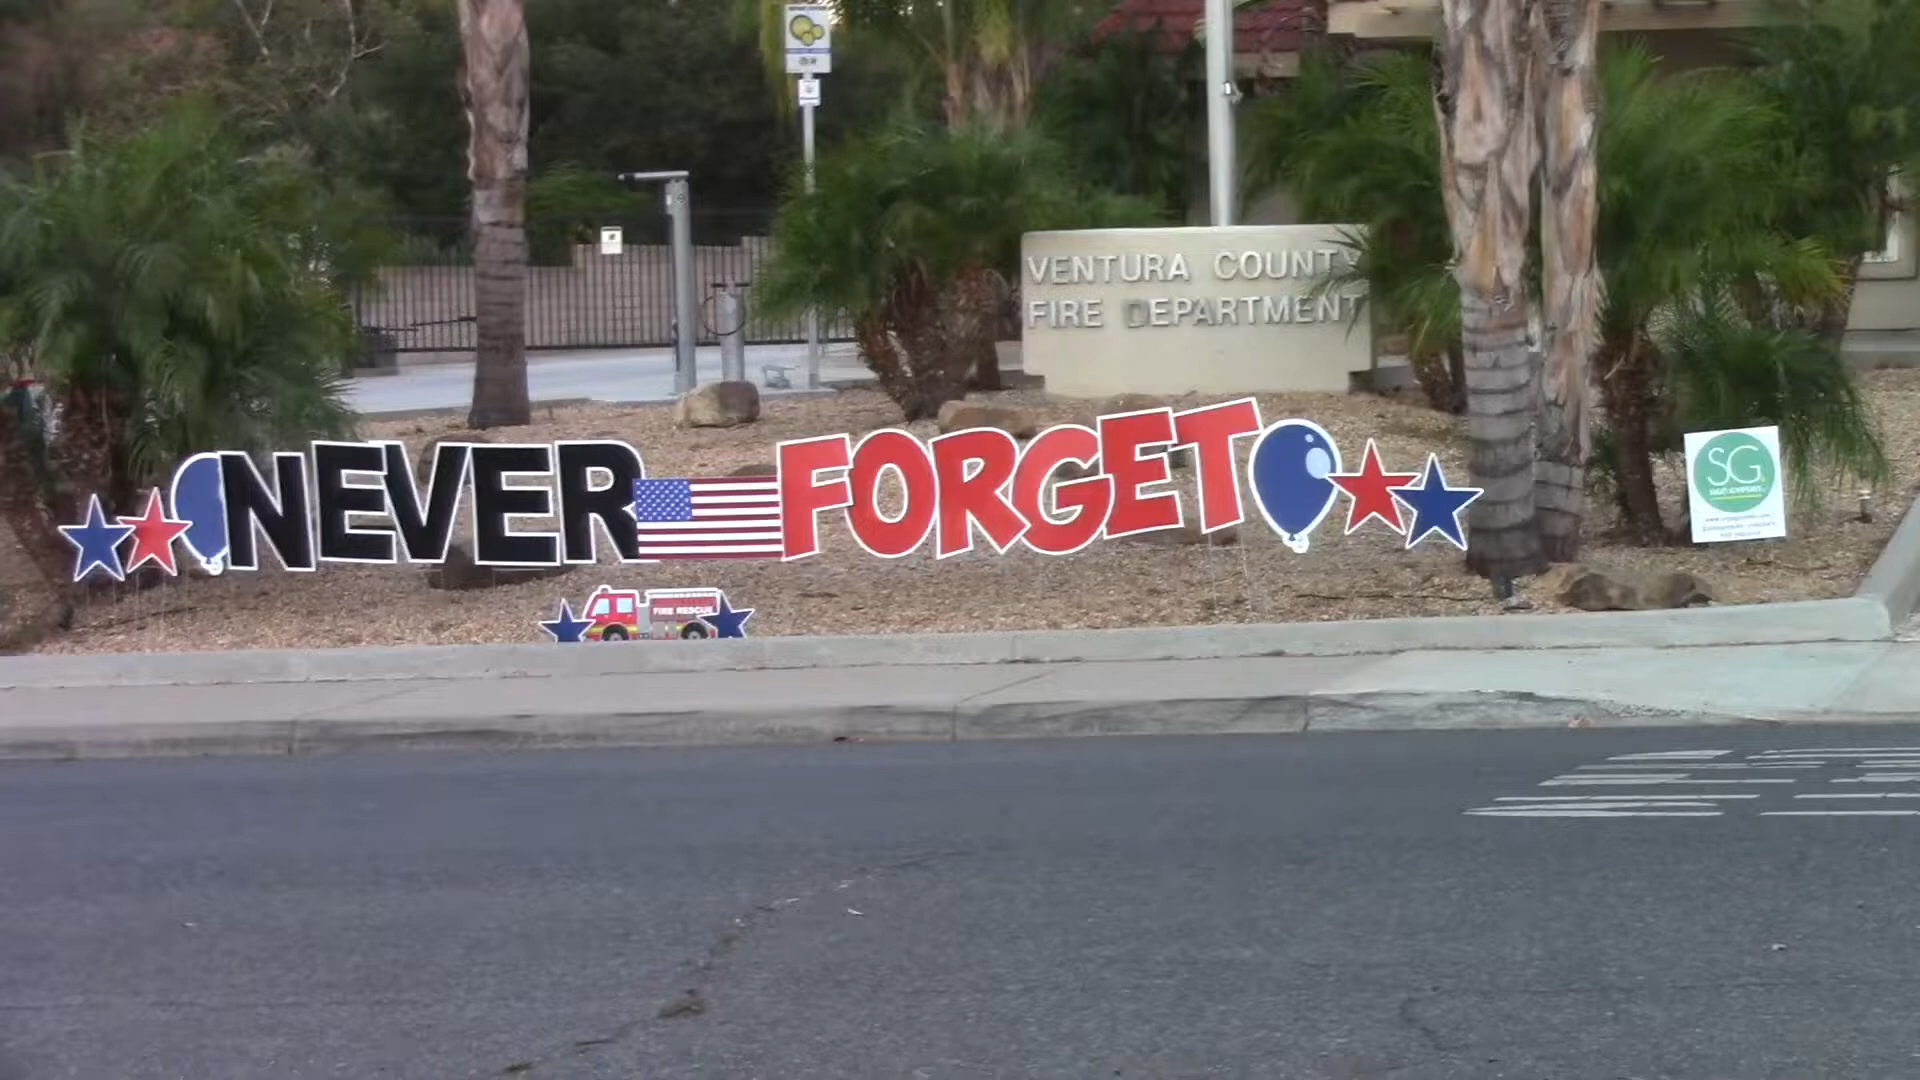 VENTURA COUNTY
FIRE DEPARTMENT
NEVER FORGET
SG
FIRE RESCUE